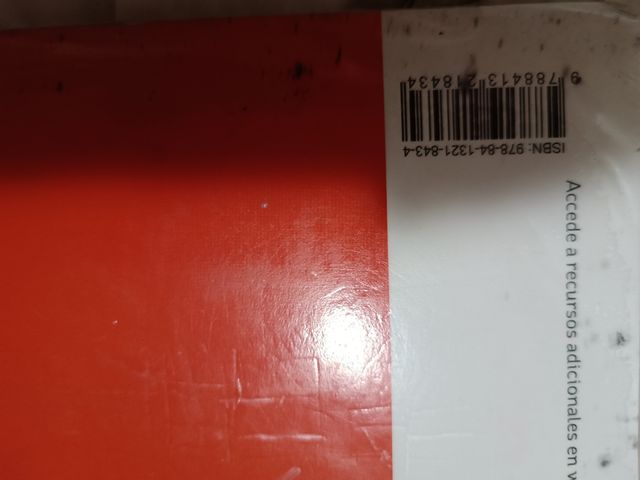 ISBN: 978-84-1321-843-4
9 788413 218434
Accede a recursos adicionales en